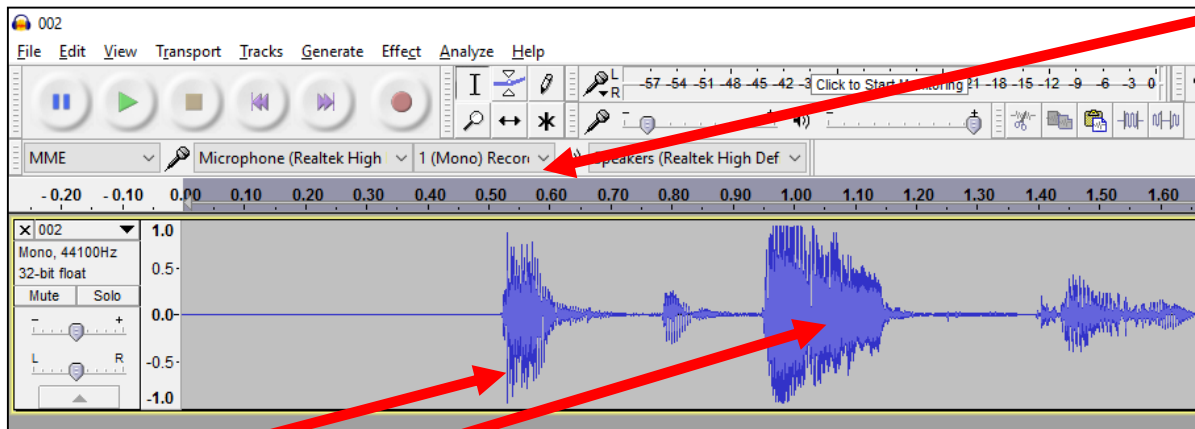 002
File Edit View Transport Tracks Generate Effect Analyze Help
L
R
-57 -54 -51 -48 -45 -42 -3 Click to Start Monitoring 21 -18 -15 -12 -9 -6 -3 0
- +
- +
MME Microphone (Realtek High 1 (Mono) Recor Speakers (Realtek High Def
- 0.20 - 0.10 0.00 0.10 0.20 0.30 0.40 0.50 0.60 0.70 0.80 0.90 1.00 1.10 1.20 1.30 1.40 1.50 1.60
X 002 1.0
Mono, 44100Hz
32-bit float 0.5
Mute Solo
- + 0.0
L R -0.5
-1.0